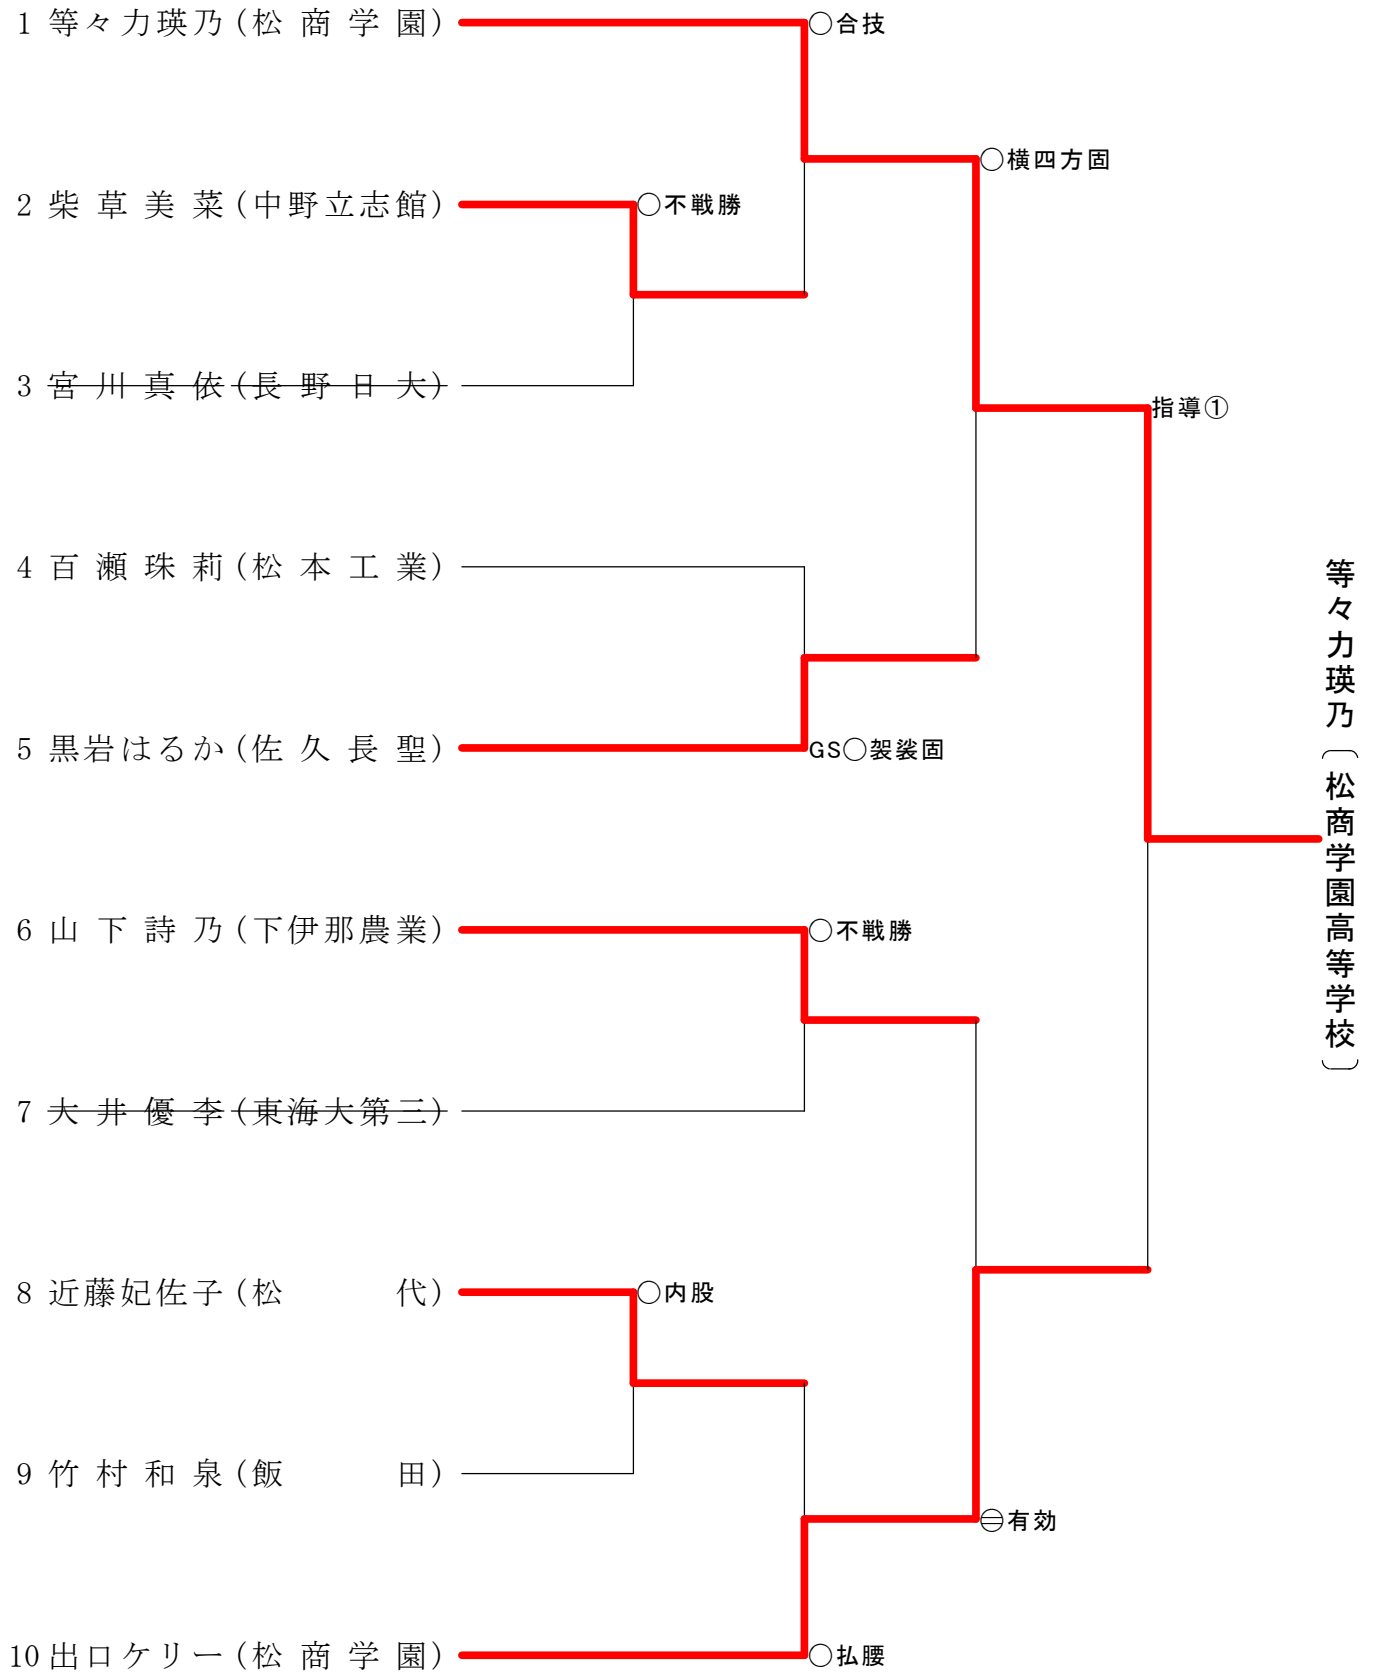 1 等々力瑛乃(松商学園) ○合技
○横四方固
2 柴草美菜(中野立志館) ○不戦勝
3 宮川真依(長野日大)
指導①
4 百瀬珠莉(松本工業)
5 黒岩はるか(佐久長聖) GS○袈裟固
等々力瑛乃〔松商学園高等学校〕
6 山下詩乃(下伊那農業) ○不戦勝
7 大井優李(東海大第三)
8 近藤妃佐子(松代) ○内股
9 竹村和泉(飯田)
㊂有効
10 出口ケリー(松商学園) ○払腰